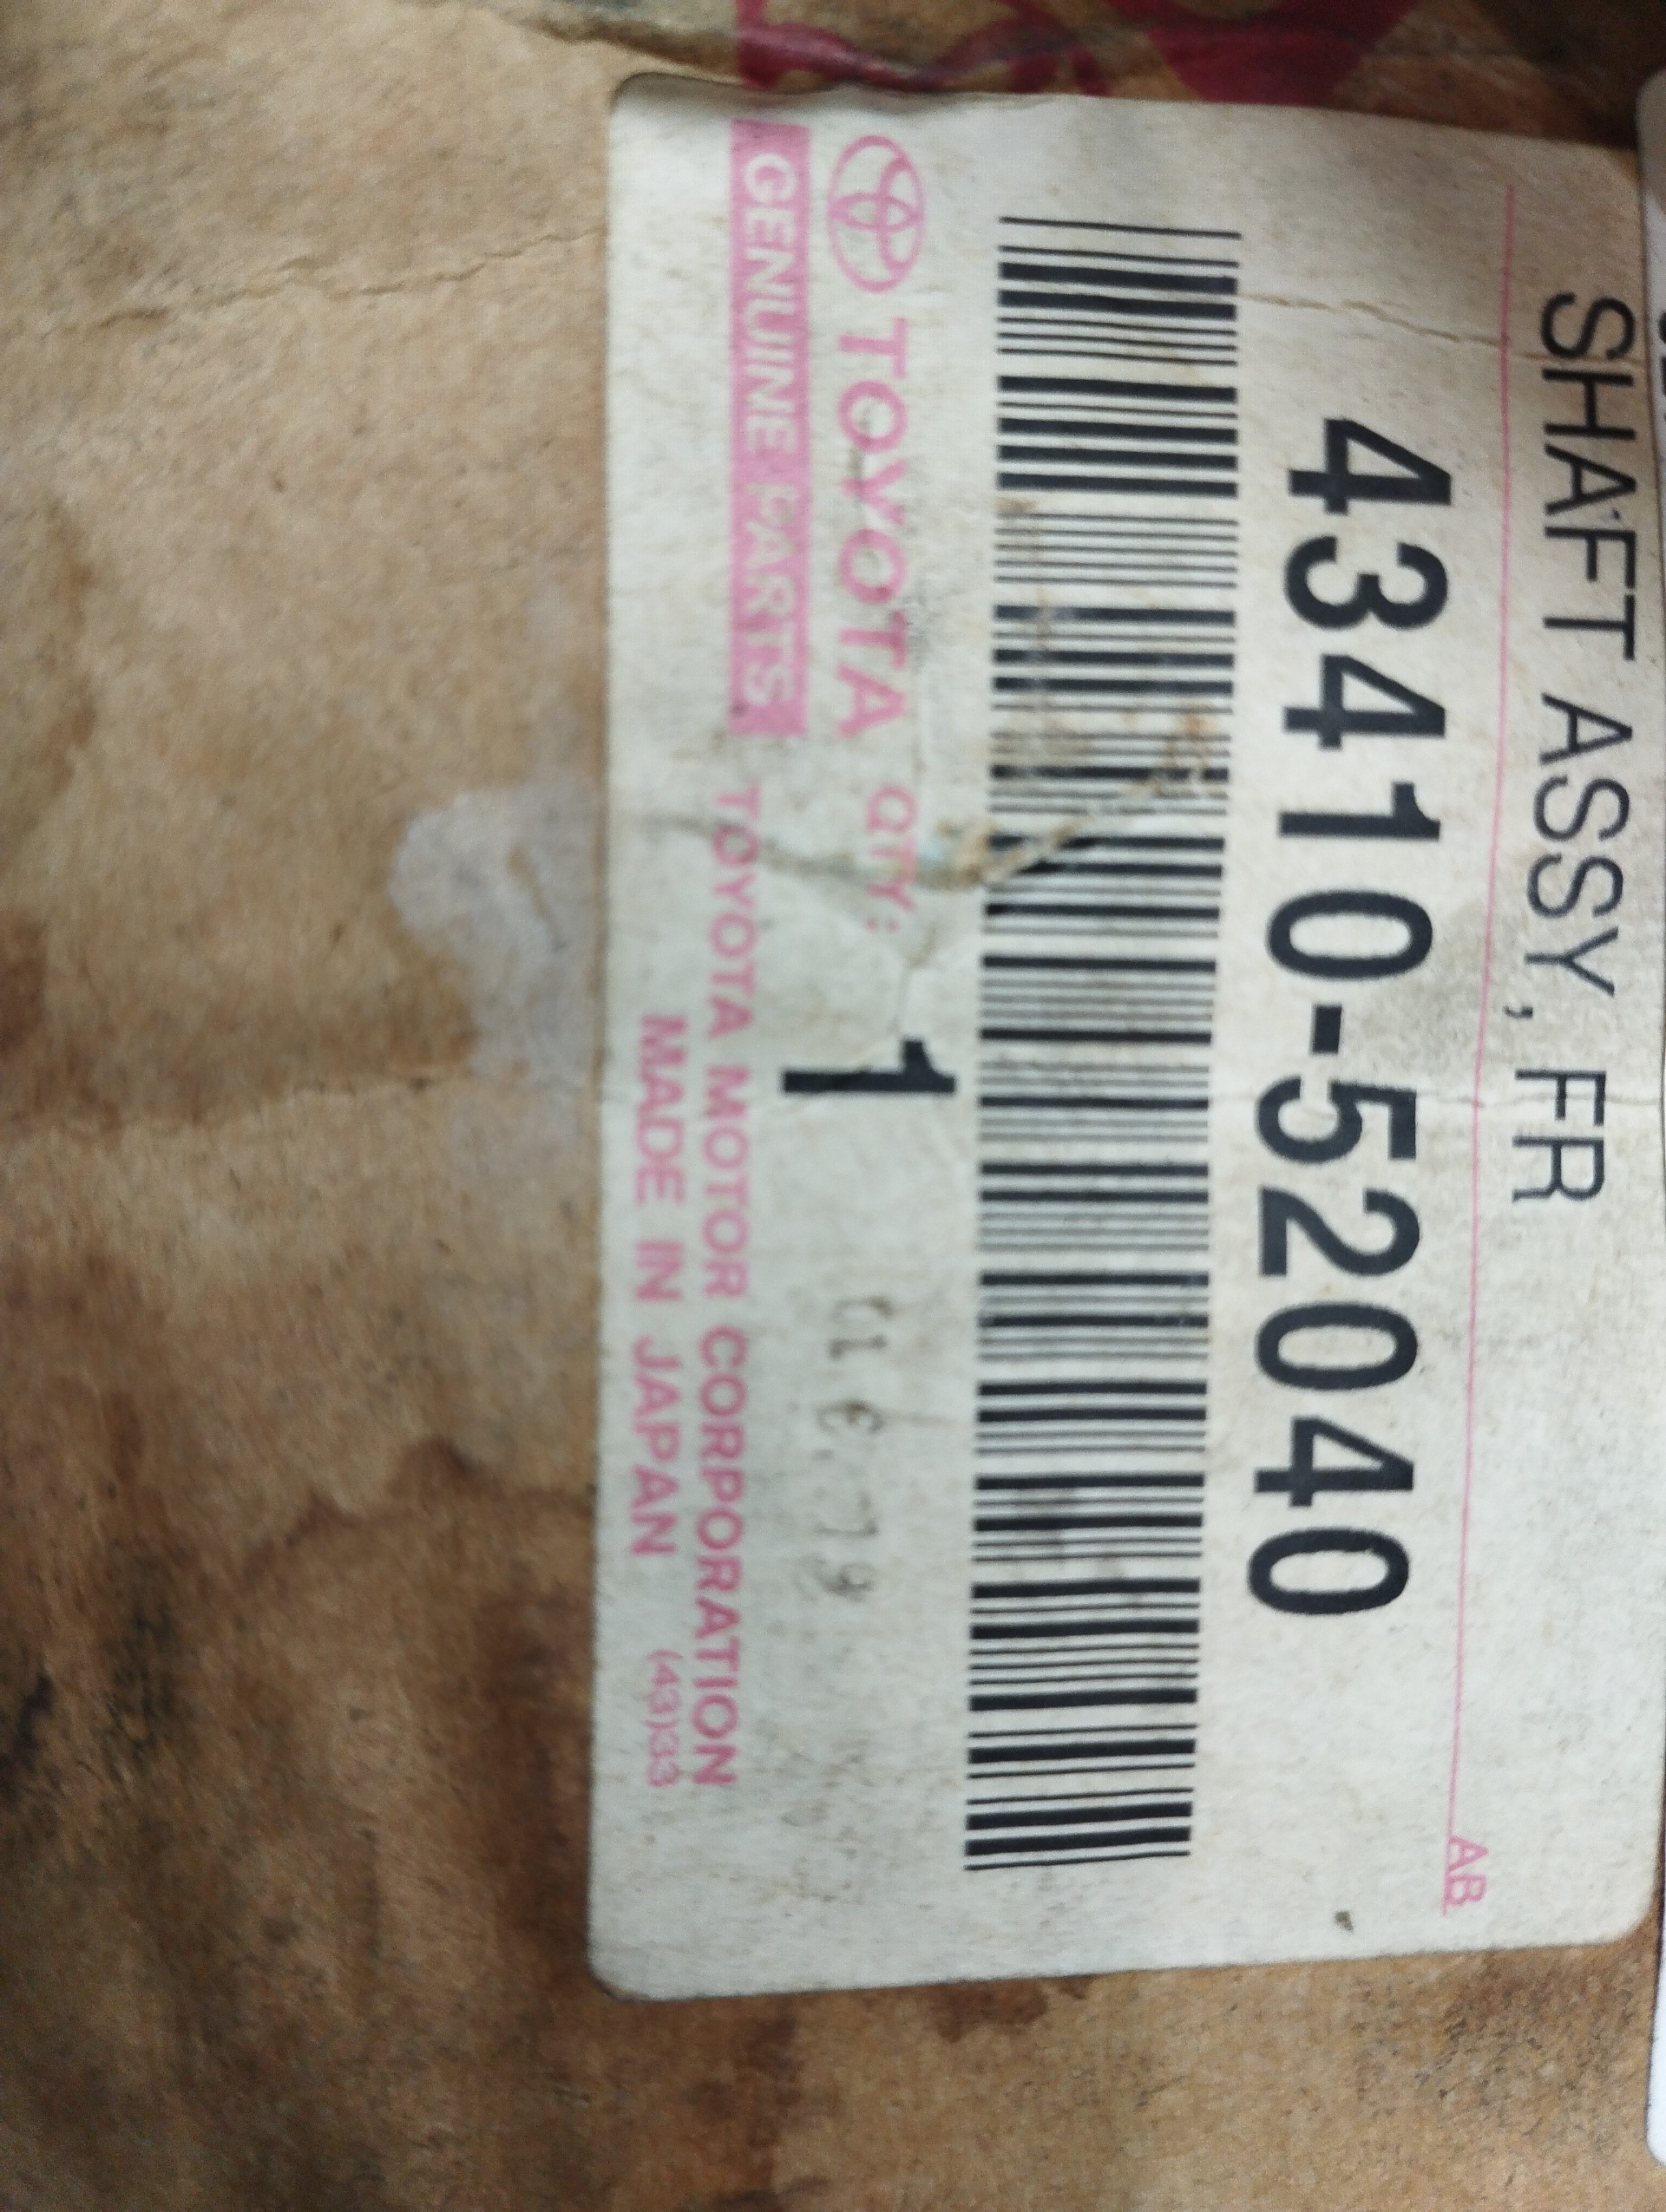 SHAFT ASSY, FR
AB
43410-52040
TOYOTA QTY: 1
GENUINE PARTS
TOYOTA MOTOR CORPORATION
MADE IN JAPAN (43)33